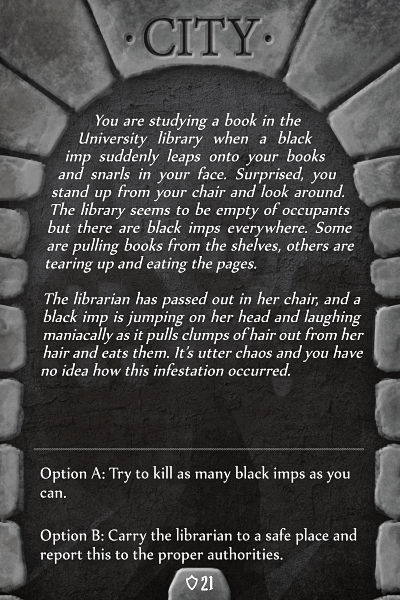 · CITY ·
You are studying a book in the
University library when a black
imp suddenly leaps onto your books
and snarls in your face. Surprised, you
stand up from your chair and look around.
The library seems to be empty of occupants
but there are black imps everywhere. Some
are pulling books from the shelves, others are
tearing up and eating the pages.
The librarian has passed out in her chair, and a
black imp is jumping on her head and laughing
maniacally as it pulls clumps of hair out from her
hair and eats them. It's utter chaos and you have
no idea how this infestation occurred.
Option A: Try to kill as many black imps as you
can.
Option B: Carry the librarian to a safe place and
report this to the proper authorities.
21